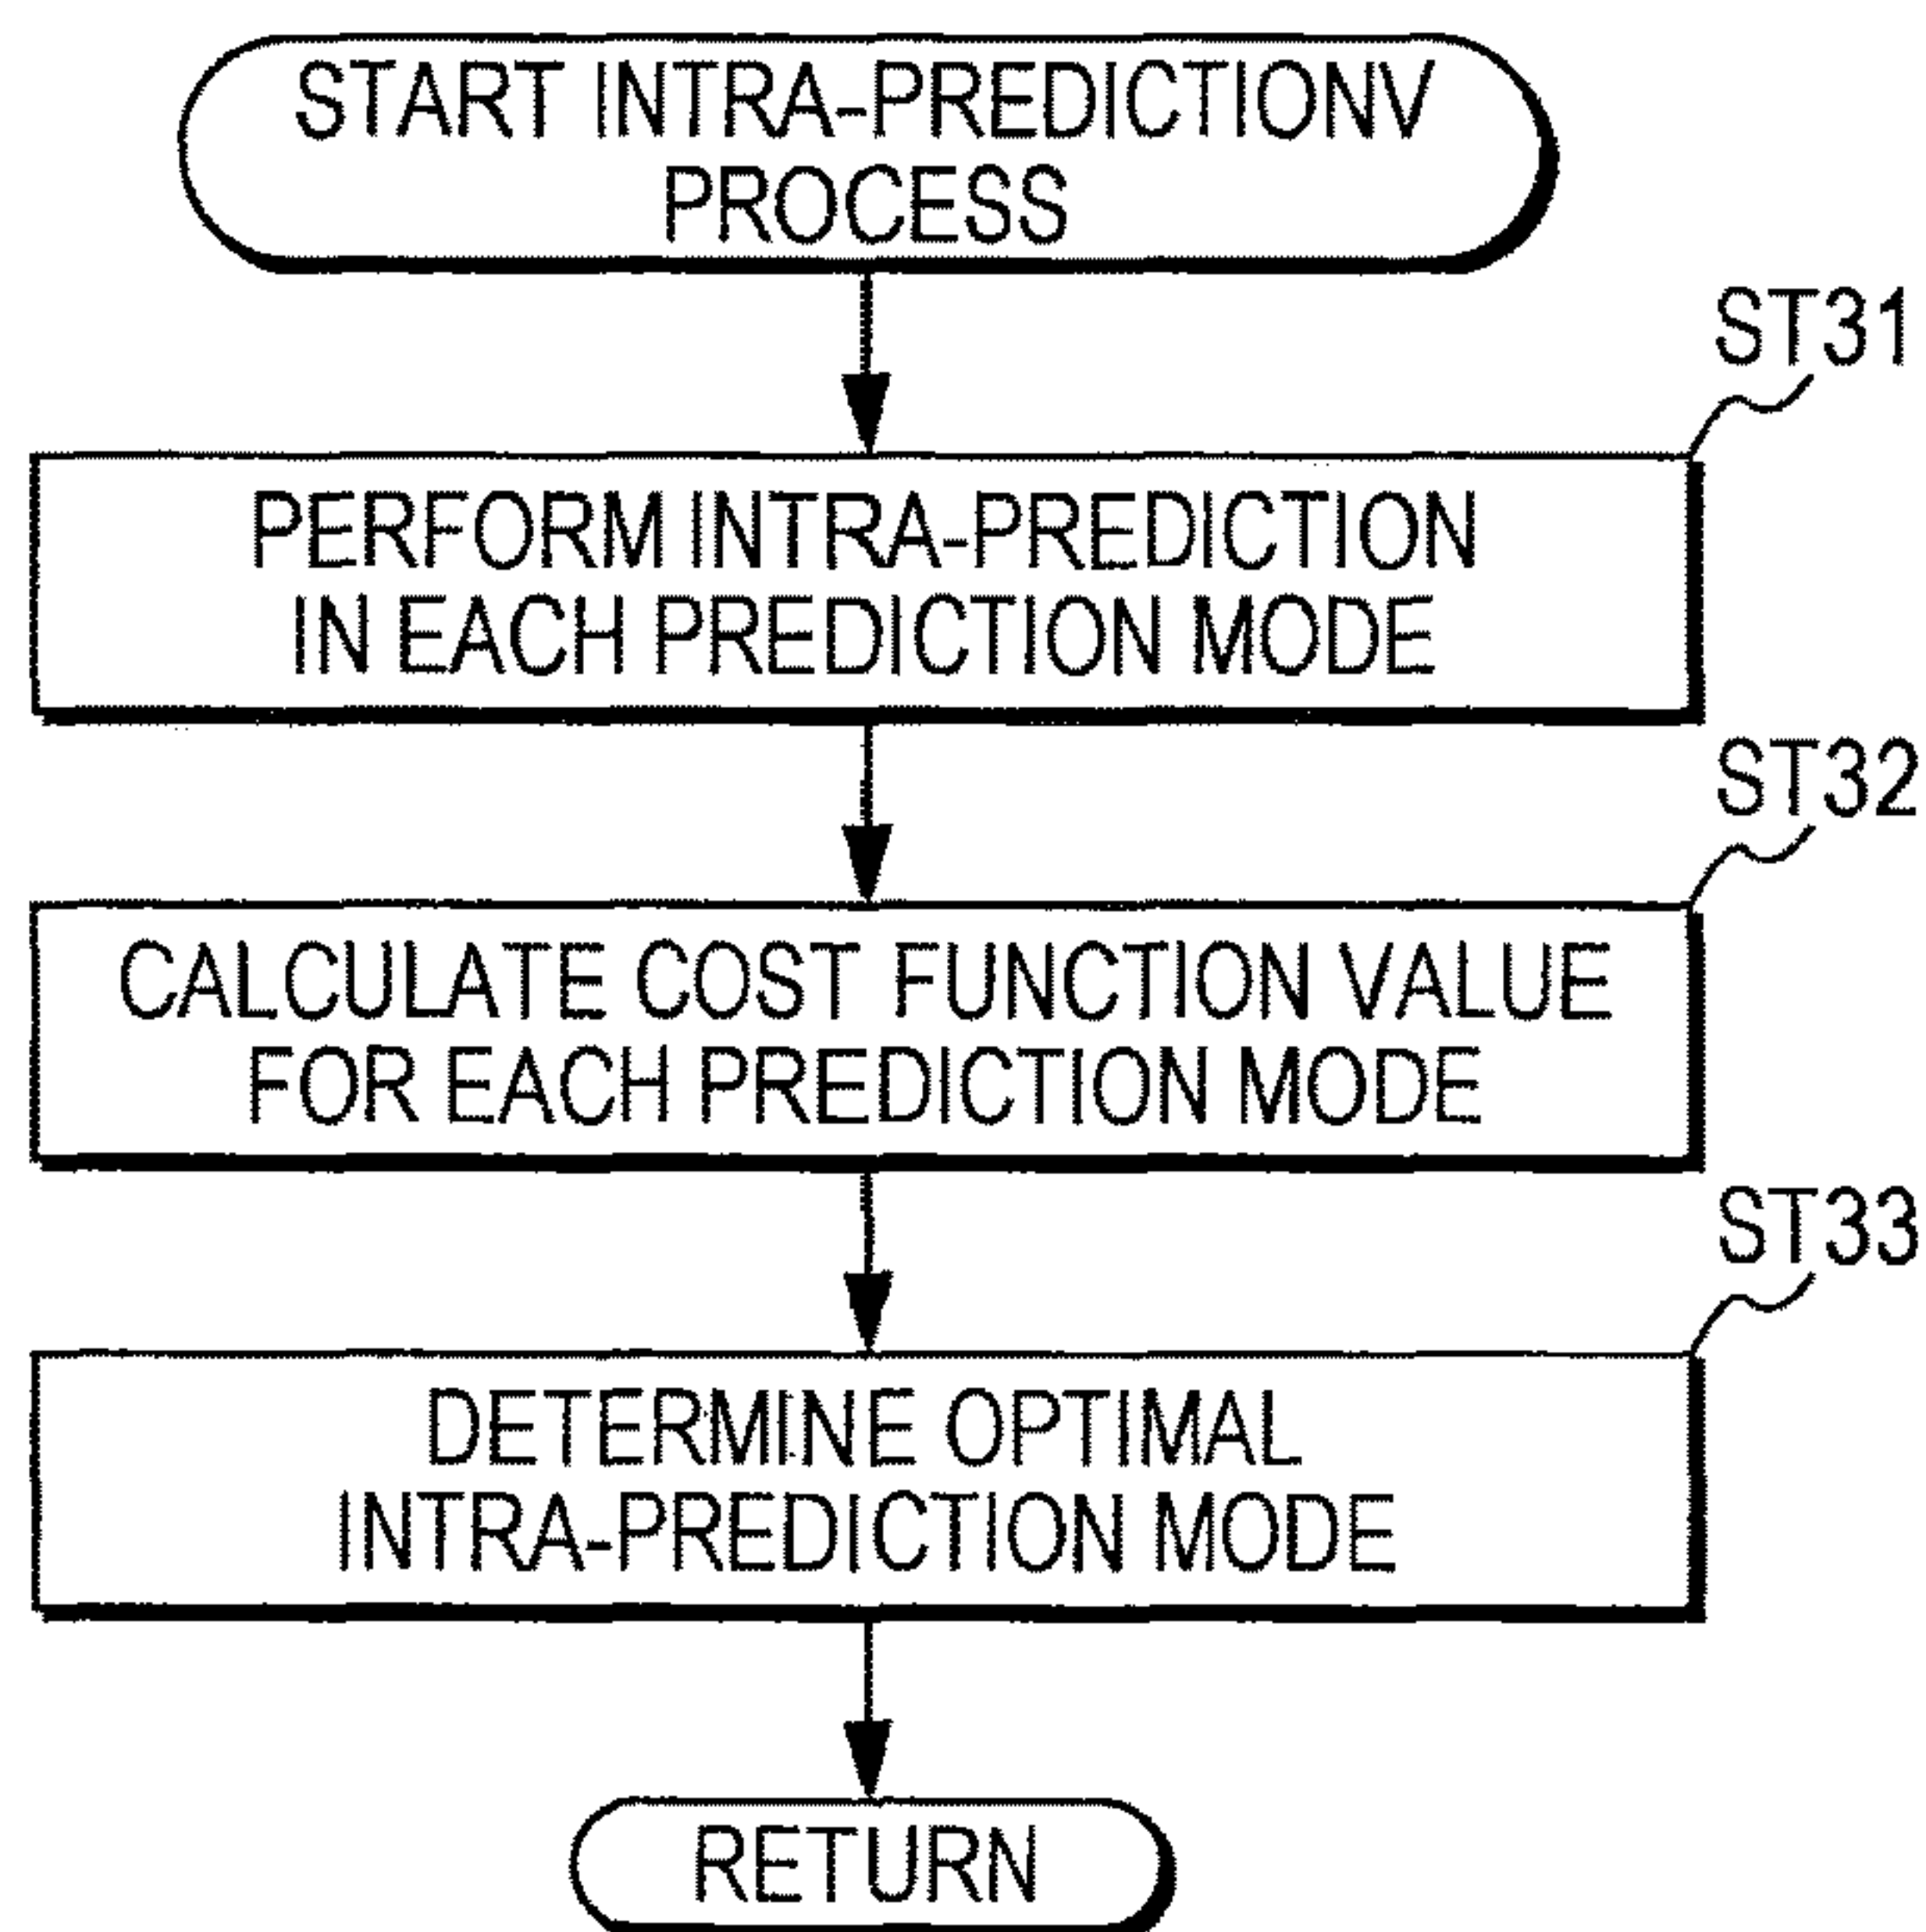 START INTRA-PREDICTIONV
PROCESS
ST31
PERFORM INTRA-PREDICTION
IN EACH PREDICTION MODE
ST32
CALCULATE COST FUNCTION VALUE
FOR EACH PREDICTION MODE
ST33
DETERMINE OPTIMAL
INTRA-PREDICTION MODE
RETURN